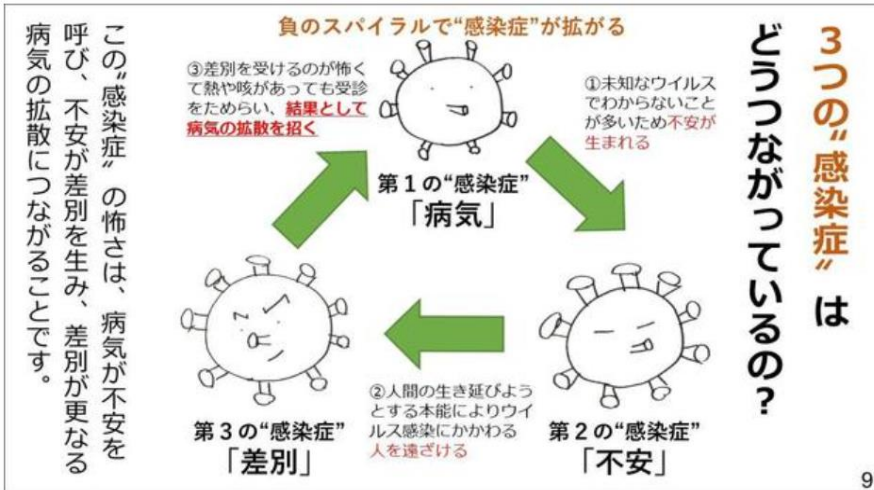 3つの“感染症”は
どうつながっているの？
負のスパイラルで“感染症”が拡がる
①未知なウイルス
でわからないこと
が多いため不安が
生まれる
③差別を受けるのが怖く
て熱や咳があっても受診
をためらい、結果として
病気の拡散を招く
第1の“感染症”
「病気」
②人間の生き延びよう
とする本能によりウイ
ルス感染にかかわる
人を遠ざける
第2の“感染症”
「不安」
第3の“感染症”
「差別」
この“感染症”の怖さは、病気が不安を
呼び、不安が差別を生み、差別が更なる
病気の拡散につながることです。
9